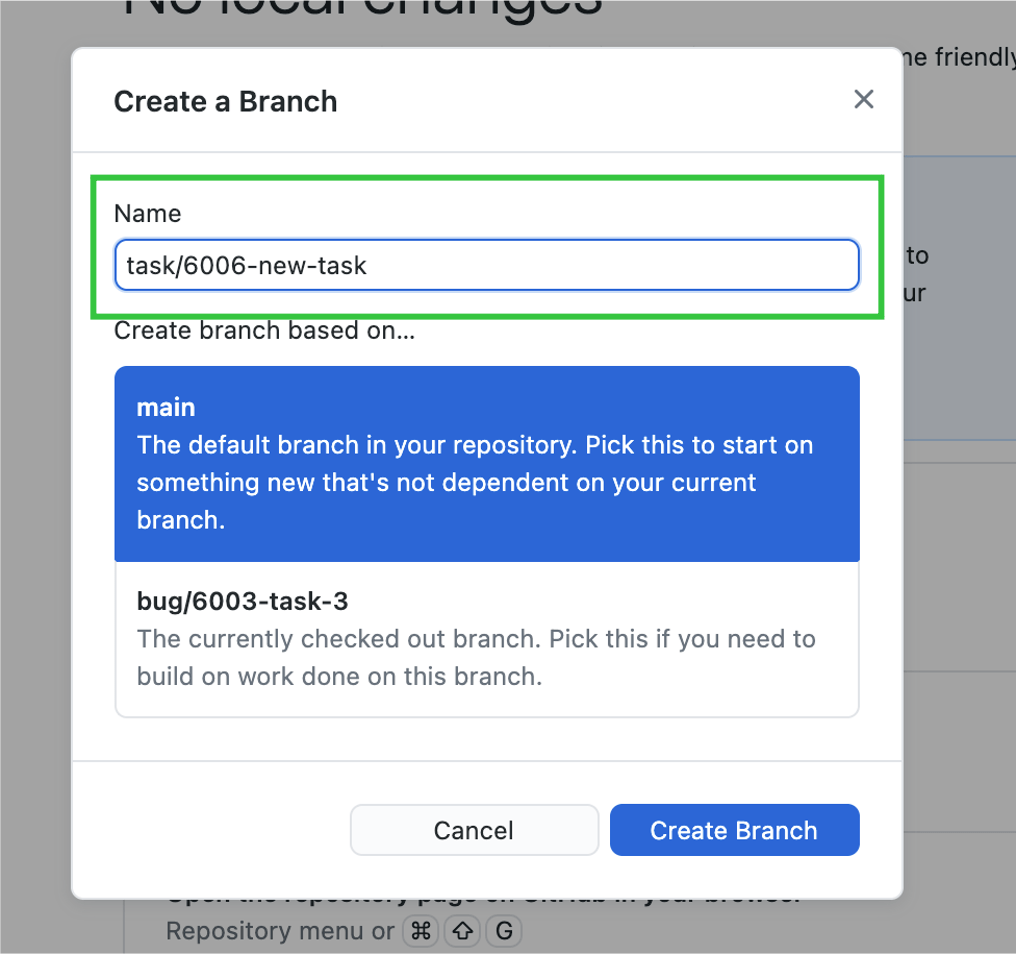 No local changes
Create a Branch
ne friendly
Name
task/6006-new-task
to
ur
Create branch based on...
main
The default branch in your repository. Pick this to start on
something new that's not dependent on your current
branch.
bug/6003-task-3
The currently checked out branch. Pick this if you need to
build on work done on this branch.
Cancel
Create Branch
Open the repository page on GitHub in your browser
Repository menu or ⌘ ⇧ G